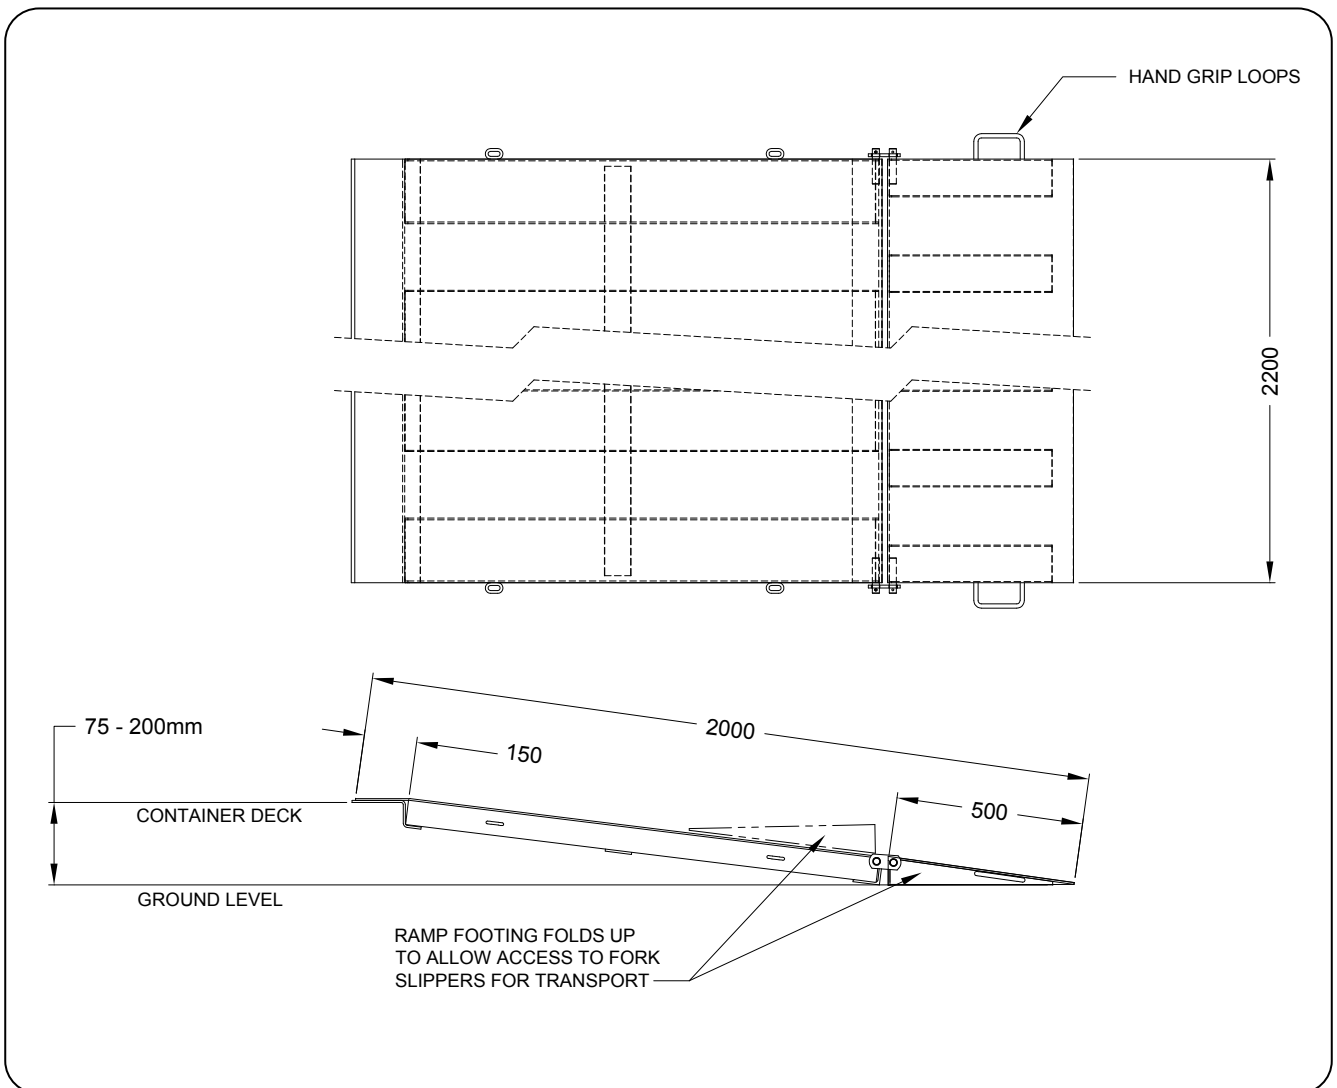 HAND GRIP LOOPS
2200
75 - 200mm
2000
150
500
CONTAINER DECK
GROUND LEVEL
RAMP FOOTING FOLDS UP
TO ALLOW ACCESS TO FORK
SLIPPERS FOR TRANSPORT